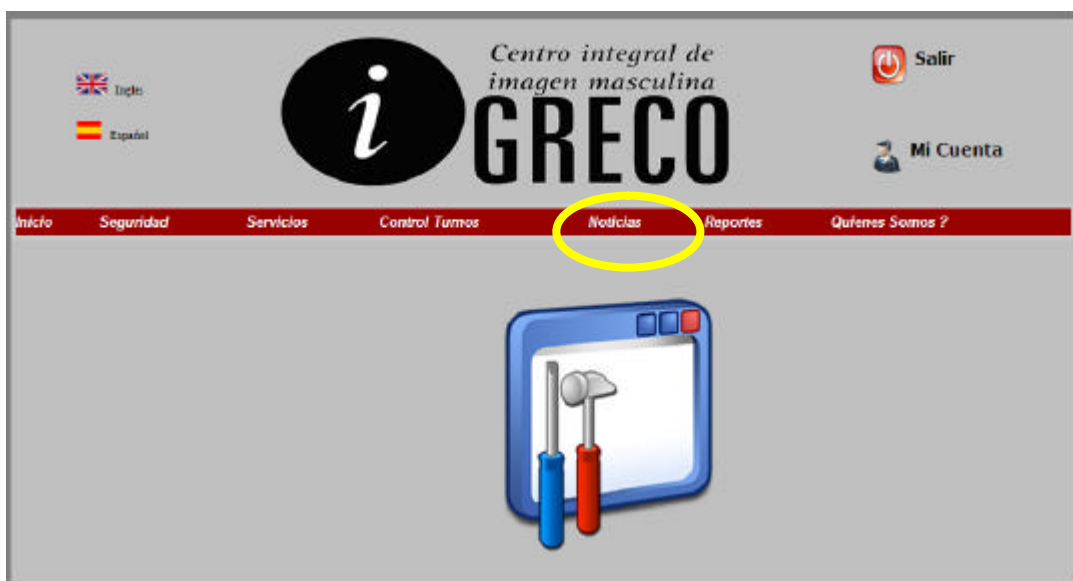 Ingles
Español
i
Centro integral de
imagen masculina
GRECO
Salir
Mi Cuenta
Inicio Seguridad Servicios Control Turnos Noticias Reportes Quienes Somos ?